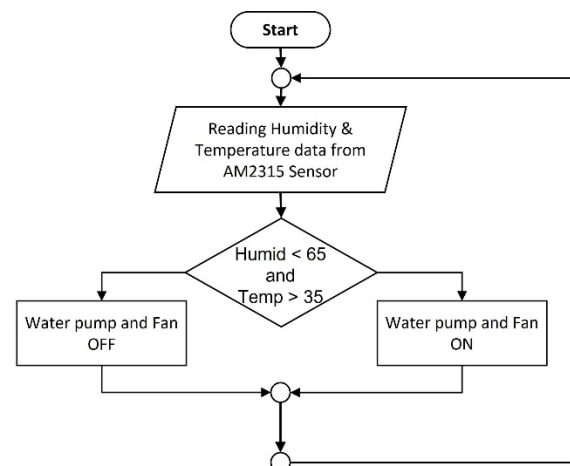 Start
Reading Humidity &
Temperature data from
AM2315 Sensor
Humid < 65
and
Temp > 35
Water pump and Fan
OFF
Water pump and Fan
ON